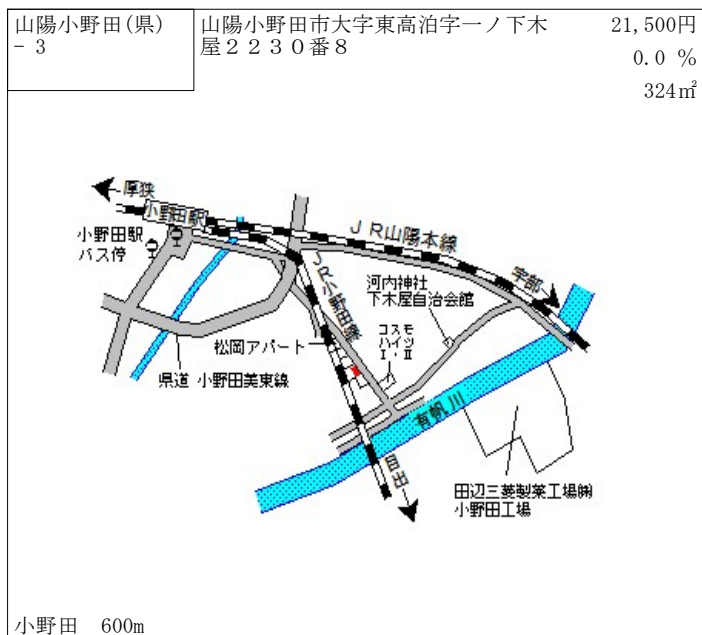 山陽小野田(県)
- 3
山陽小野田市大字東高泊字一ノ下木
屋２２３０番８
21,500円
0.0 %
324㎡
厚狭
小野田駅
小野田駅
バス停
ＪＲ山陽本線
宇部
ＪＲ小野田線
河内神社
下木屋自治会館
コスモ
ハイツ
Ⅰ・Ⅱ
松岡アパート
県道 小野田美東線
有帆川
目出
田辺三菱製薬工場㈱
小野田工場
小野田　600m